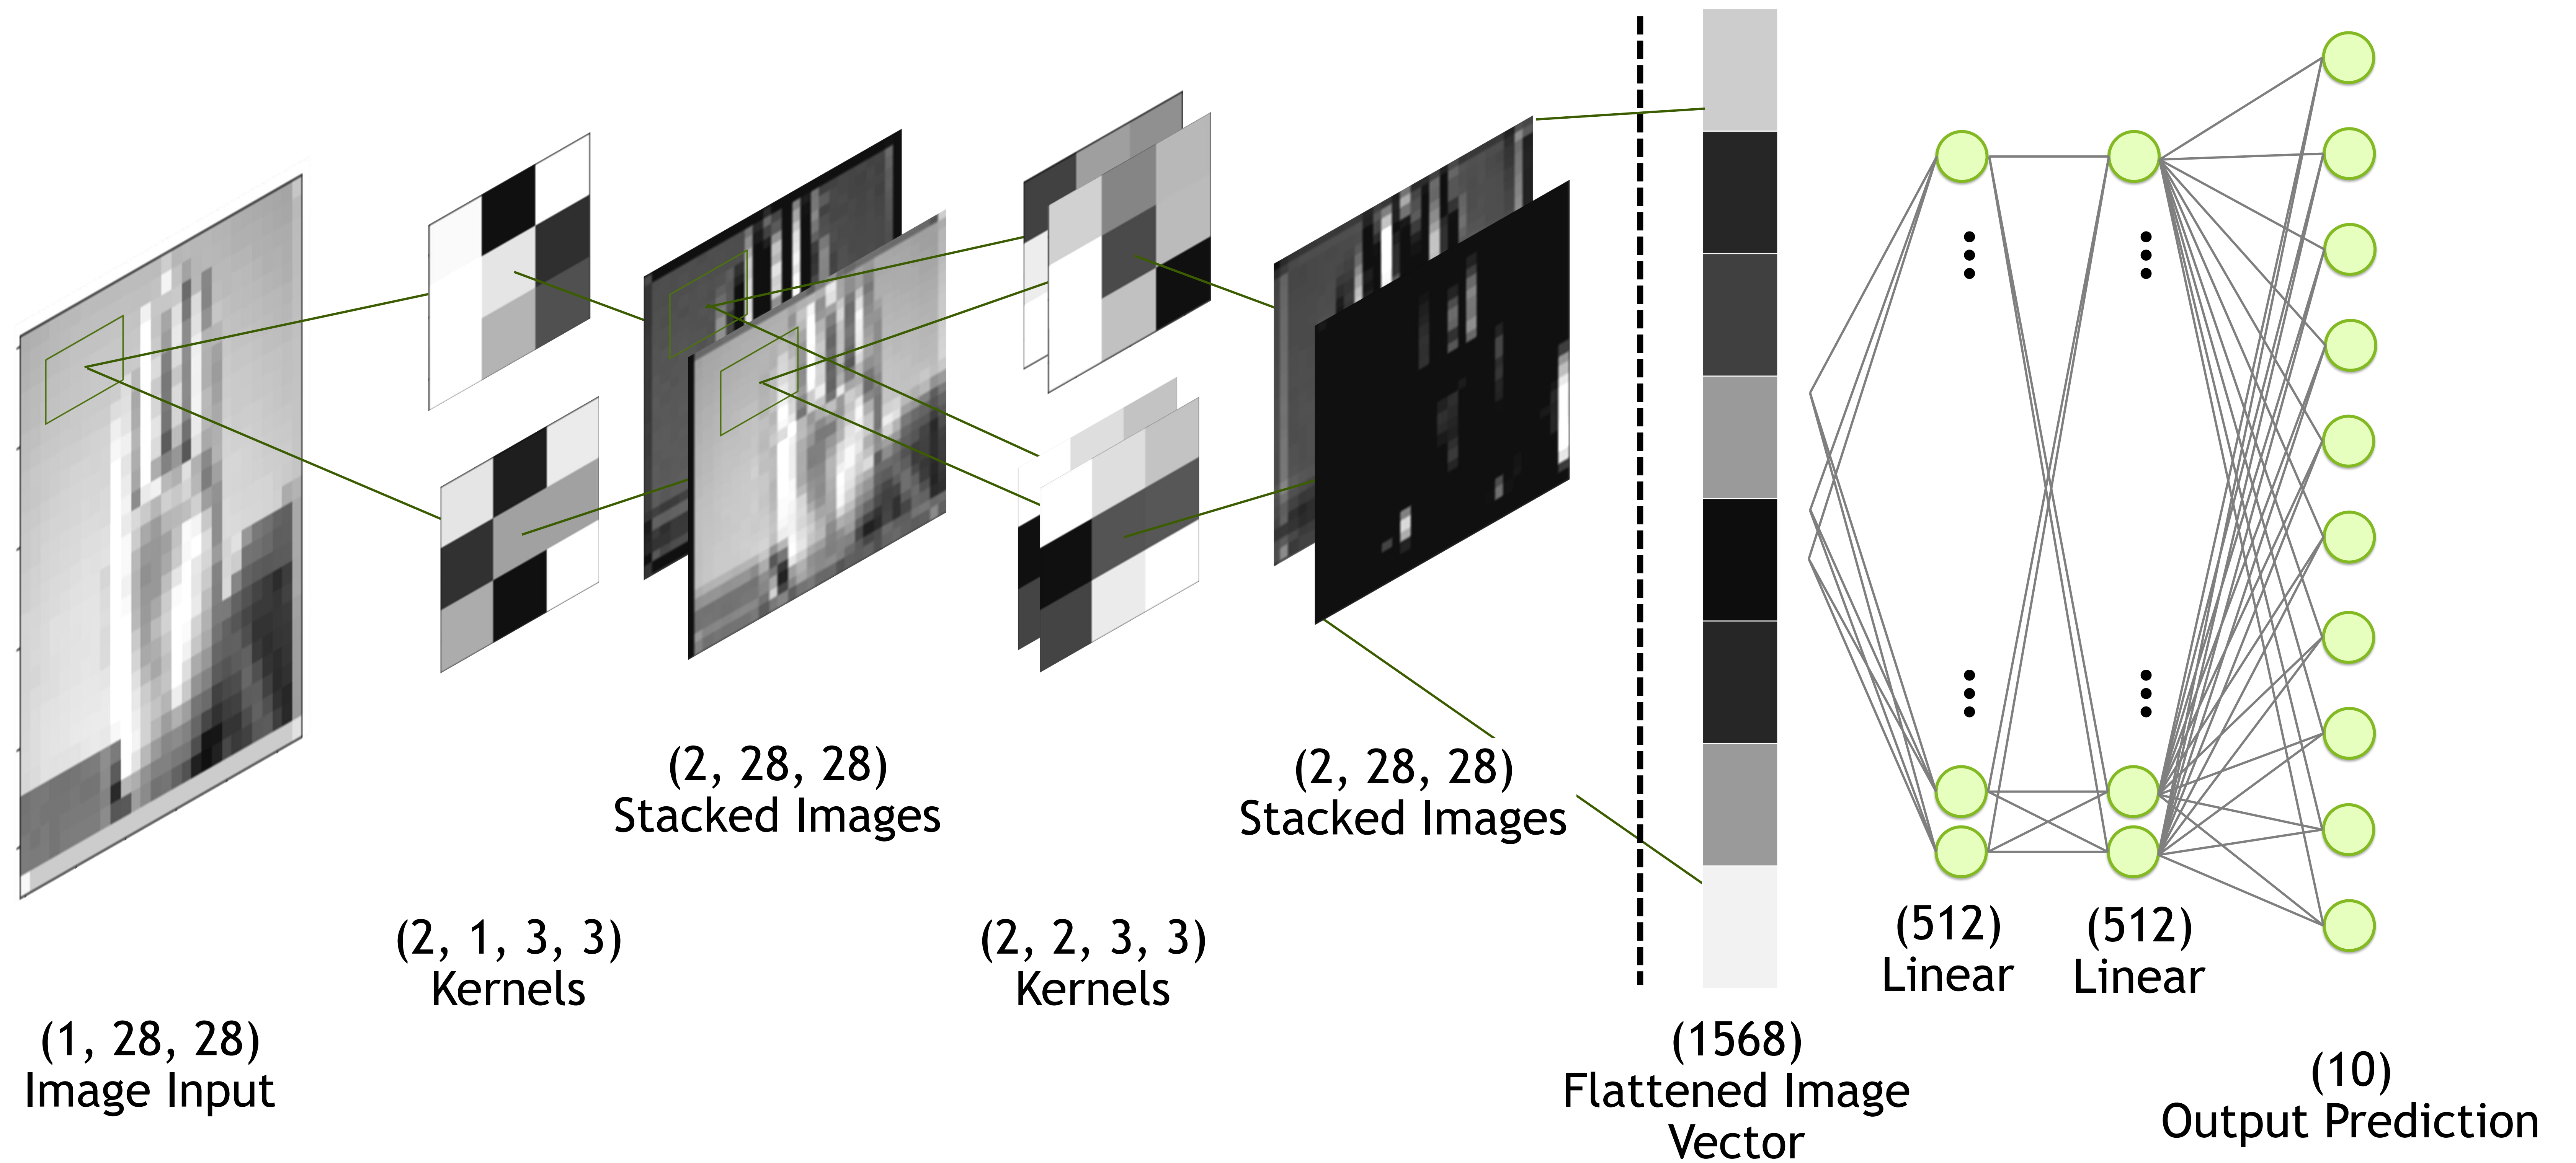 (1, 28, 28)
Image Input
(2, 1, 3, 3)
Kernels
(2, 28, 28)
Stacked Images
(2, 2, 3, 3)
Kernels
(2, 28, 28)
Stacked Images
(1568)
Flattened Image
Vector
(512)
Linear
(512)
Linear
(10)
Output Prediction